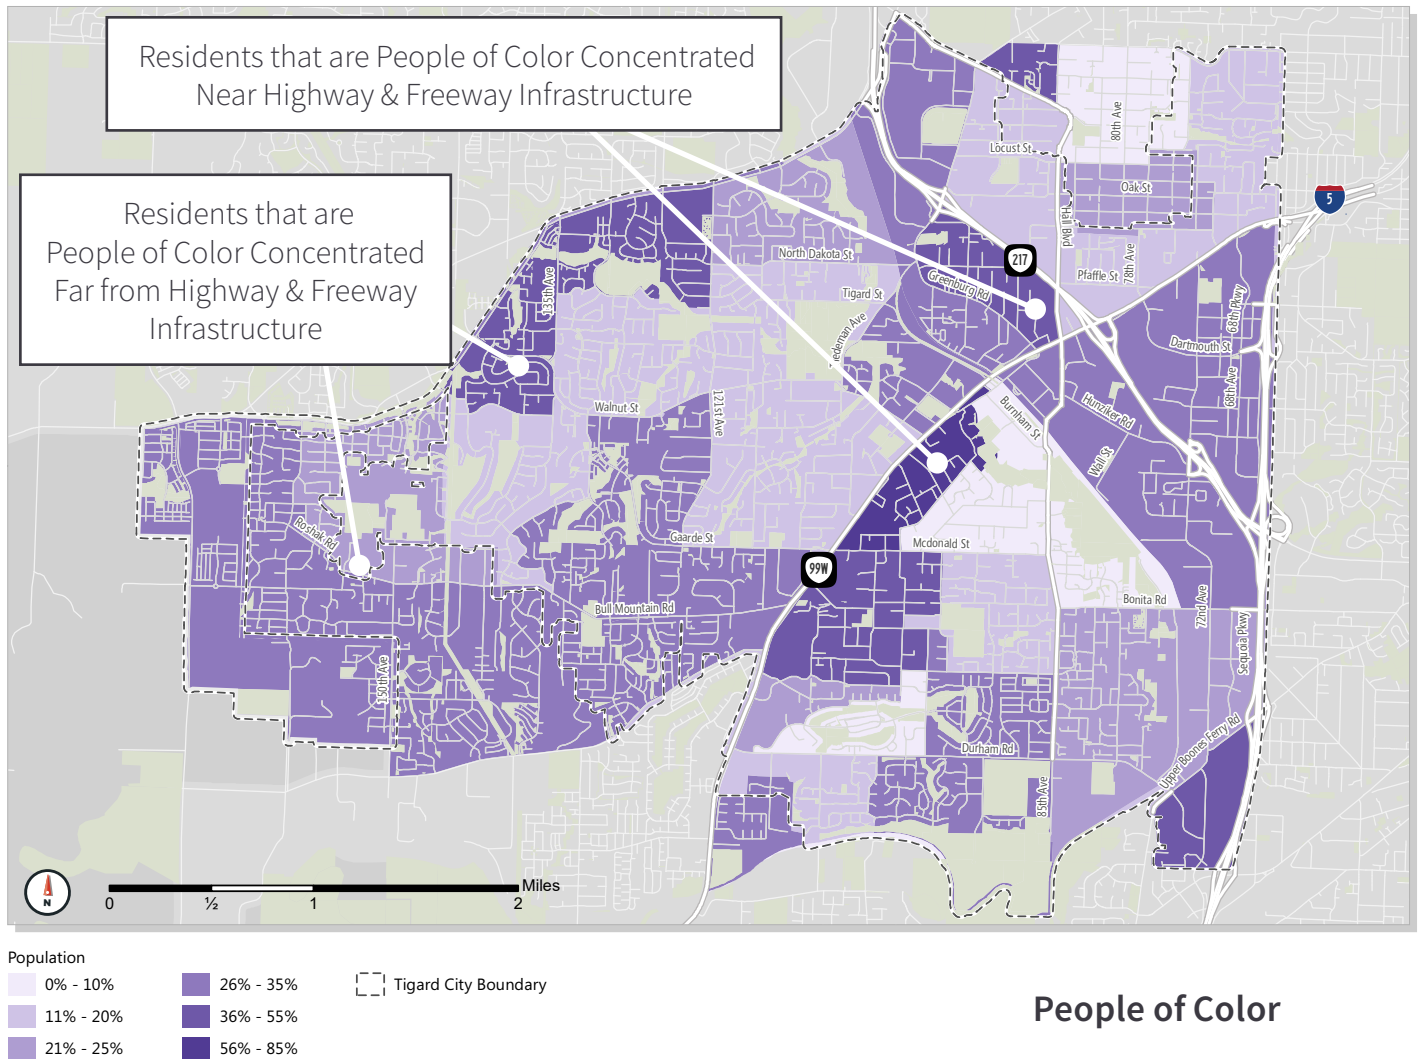 Residents that are People of Color Concentrated
Near Highway & Freeway Infrastructure
Residents that are
People of Color Concentrated
Far from Highway & Freeway
Infrastructure
80th Ave
Locust St
Oak St
5
Hall Blvd
North Dakota St
217
78th Ave
Pfaffle St
135th Ave
Greenburg Rd
Tigard St
68th Pkwy
Tiedeman Ave
Dartmouth St
68th Ave
121st Ave
Walnut St
Burnham St
Hunziker Rd
Wall St
Roshak Rd
Gaarde St
Mcdonald St
99W
Bull Mountain Rd
Bonita Rd
72nd Ave
Sequoia Pkwy
150th Ave
Upper Boones Ferry Rd
Durham Rd
85th Ave
N
Miles
0 ½ 1 2
Population
0% - 10%
11% - 20%
21% - 25%
26% - 35%
36% - 55%
56% - 85%
Tigard City Boundary
People of Color